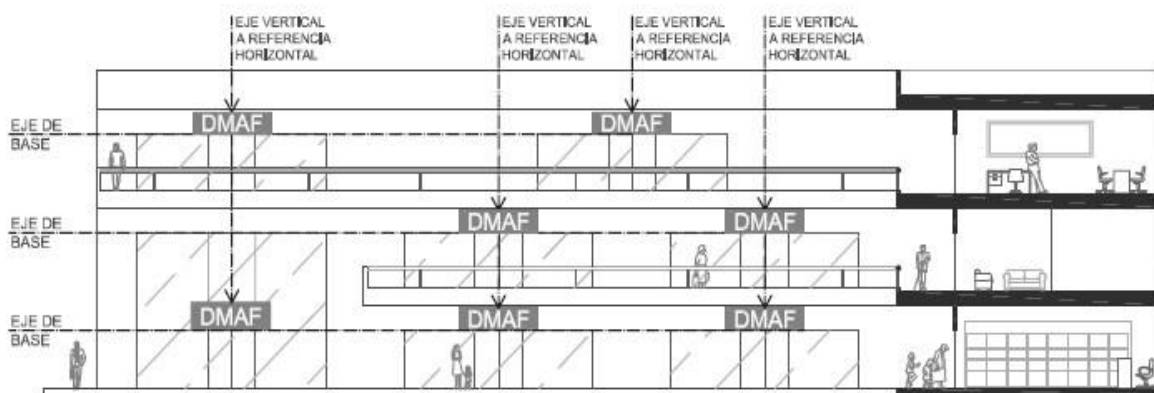 EJE VERTICAL
A REFERENCIA
HORIZONTAL
EJE VERTICAL
A REFERENCIA
HORIZONTAL
EJE VERTICAL
A REFERENCIA
HORIZONTAL
EJE VERTICAL
A REFERENCIA
HORIZONTAL
EJE DE
BASE
DMAF
DMAF
EJE DE
BASE
DMAF
DMAF
EJE DE
BASE
DMAF
DMAF
DMAF